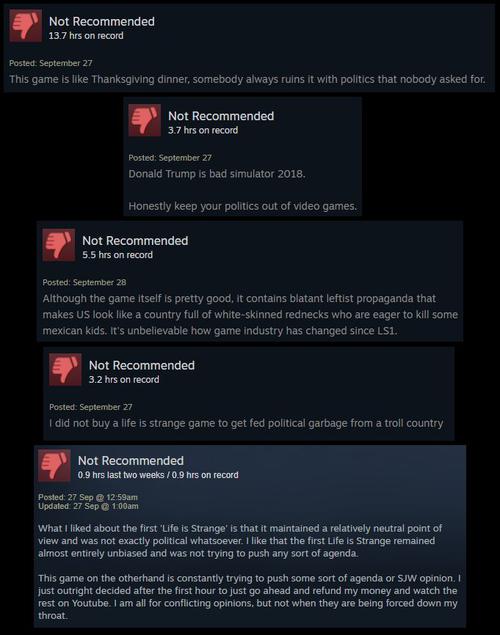 Not Recommended
13.7 hrs on record
Posted: September 27
This game is like Thanksgiving dinner, somebody always ruins it with politics that nobody asked for.
Not Recommended
3.7 hrs on record
Posted: September 27
Donald Trump is bad simulator 2018.
Honestly keep your politics out of video games.
Not Recommended
5.5 hrs on record
Posted: September 28
Although the game itself is pretty good, it contains blatant leftist propaganda that
makes US look like a country full of white-skinned rednecks who are eager to kill some
mexican kids. It's unbelievable how game industry has changed since LS1.
Not Recommended
3.2 hrs on record
Posted: September 27
I did not buy a life is strange game to get fed political garbage from a troll country
Not Recommended
0.9 hrs last two weeks / 0.9 hrs on record
Posted: 27 Sep @ 12:59am
Updated: 27 Sep @ 1:00am
What I liked about the first 'Life is Strange' is that it maintained a relatively neutral point of
view and was not exactly political whatsoever. I like that the first Life is Strange remained
almost entirely unbiased and was not trying to push any sort of agenda.
This game on the otherhand is constantly trying to push some sort of agenda or SJW opinion. I
just outright decided after the first hour to just go ahead and refund my money and watch the
rest on Youtube. I am all for conflicting opinions, but not when they are being forced down my
throat.